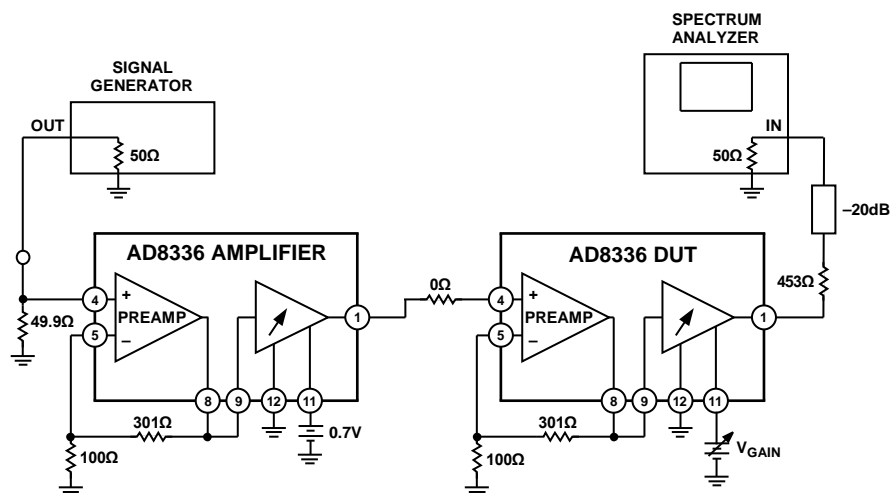 SPECTRUM
ANALYZER
SIGNAL
GENERATOR
OUT
50Ω
IN
50Ω
–20dB
453Ω
AD8336 AMPLIFIER
4
+
PREAMP
5
–
1
8
9
12
11
49.9Ω
301Ω
100Ω
0.7V
0Ω
AD8336 DUT
4
+
PREAMP
5
–
1
8
9
12
11
301Ω
100Ω
VGAIN